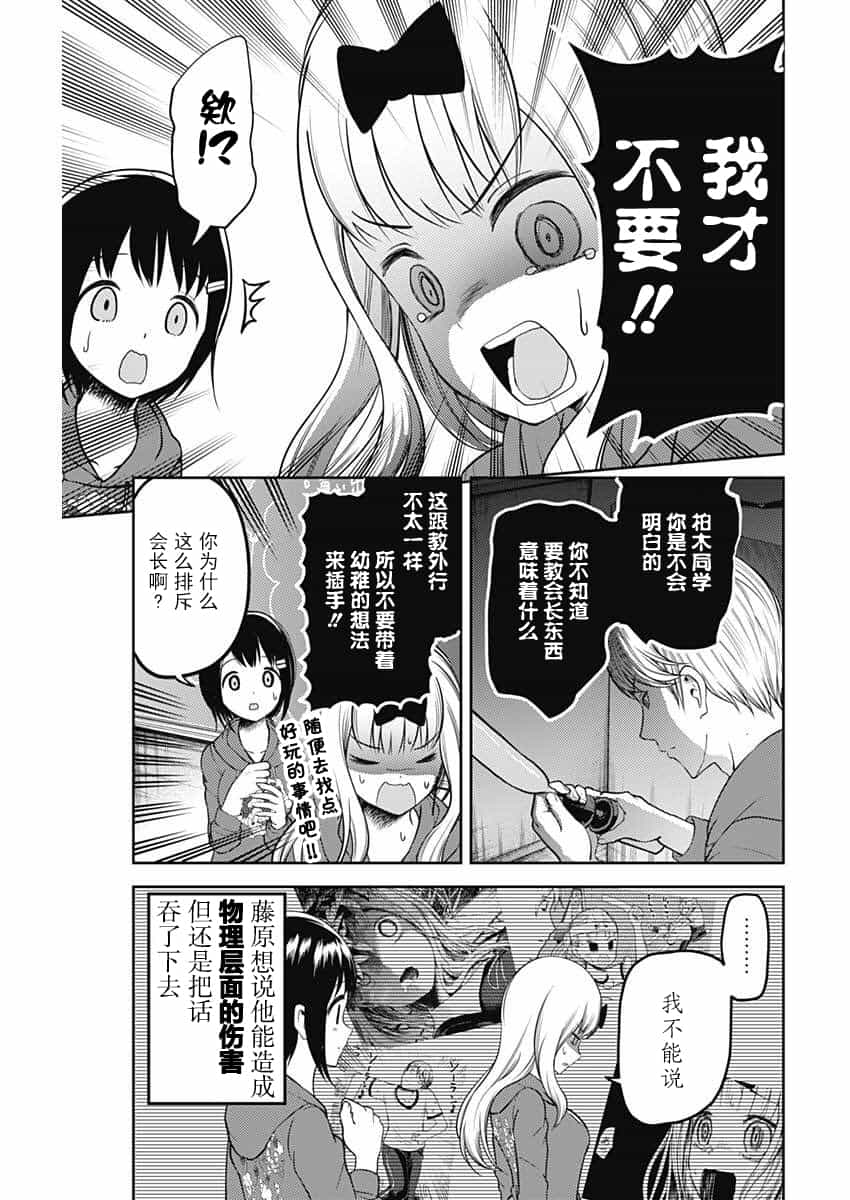 我才
不要!!
欸!?
柏木同学
你是不会
明白的
你不知道
要教会长东西
意味着什么
这跟教外行
不太一样
所以不要带着
幼稚的想法
来插手!!
随便去找点
好玩的事情吧!!
你为什么
这么排斥
会长啊?
……
我不能说
藤原想说他能造成
物理层面的伤害
但还是把话
吞了下去